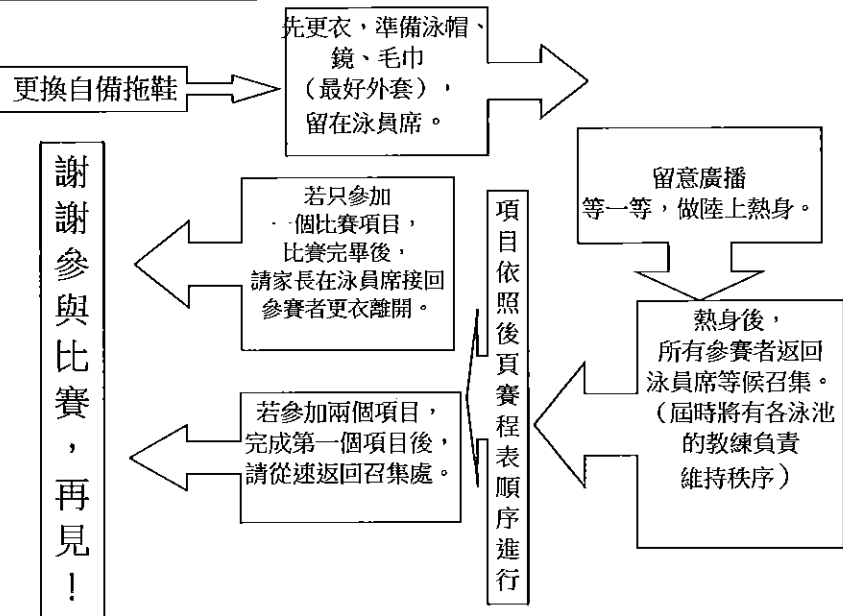 更換自備拖鞋
先更衣，準備泳帽、
鏡、毛巾
（最好外套），
留在泳員席。
留意廣播
等一等，做陸上熱身。
熱身後，
所有參賽者返回
泳員席等候召集。
（屆時將有各泳池
的教練負責
維持秩序）
項目依照後頁賽程表順序進行
若只參加
一個比賽項目，
比賽完畢後，
請家長在泳員席接回
參賽者更衣離開。
若參加兩個項目，
完成第一個項目後，
請從速返回召集處。
謝謝參與比賽，再見！